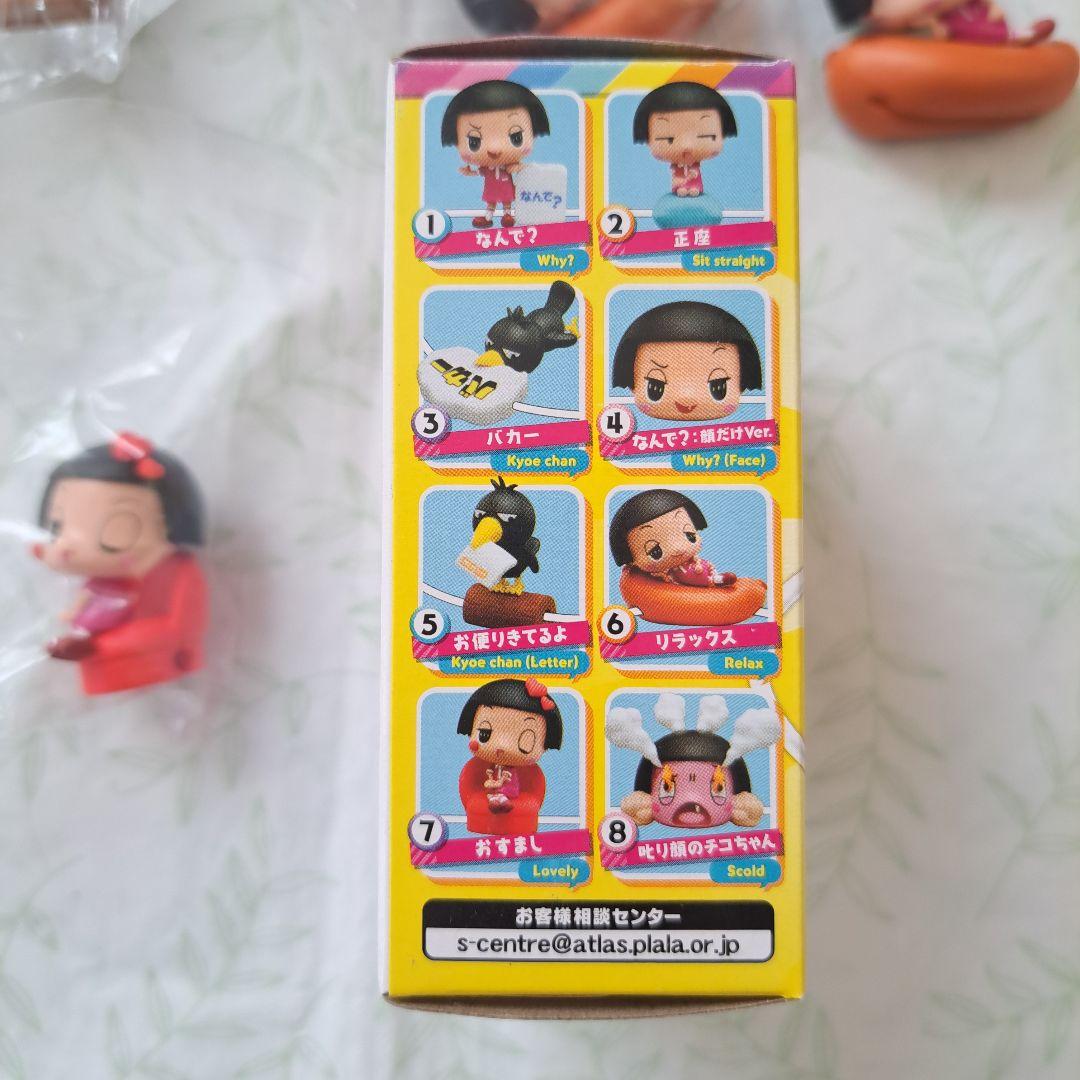 なんで?
1
なんで?
Why?
2
正座
Sit straight
バカー
3
バカー
Kyoe chan
4
なんで?:顔だけVer.
Why? (Face)
5
お便りきてるよ
Kyoe chan (Letter)
6
リラックス
Relax
7
おすまし
Lovely
8
叱り顔のチコちゃん
Scold
お客様相談センター
s-centre@atlas.plala.or.jp